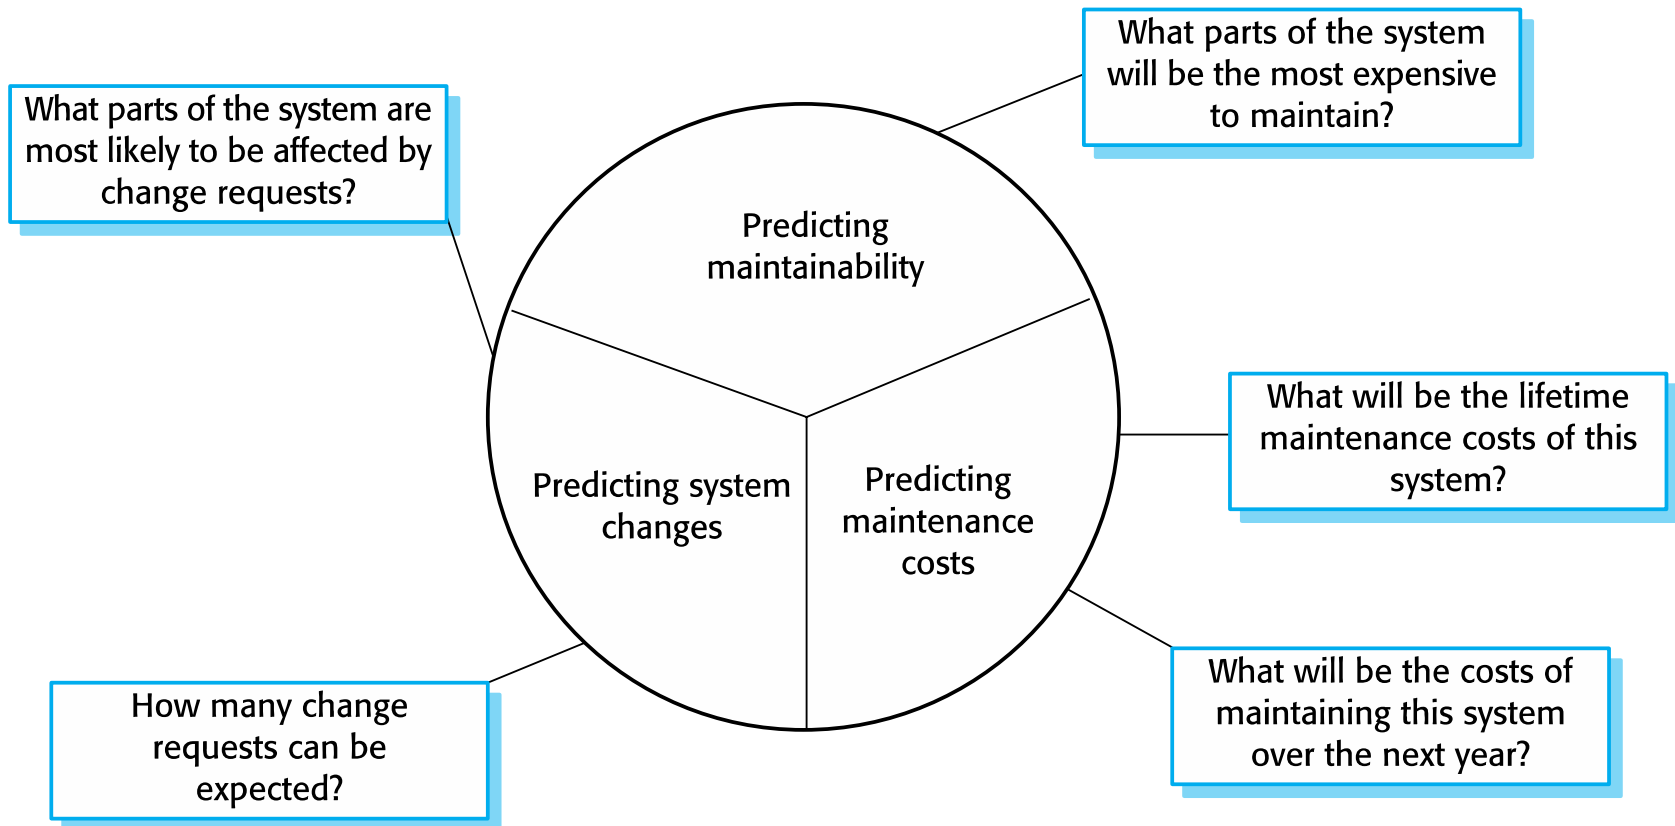 What parts of the system
will be the most expensive
to maintain?
What parts of the system are
most likely to be affected by
change requests?
Predicting
maintainability
What will be the lifetime
maintenance costs of this
system?
Predicting system
changes
Predicting
maintenance
costs
What will be the costs of
maintaining this system
over the next year?
How many change
requests can be
expected?